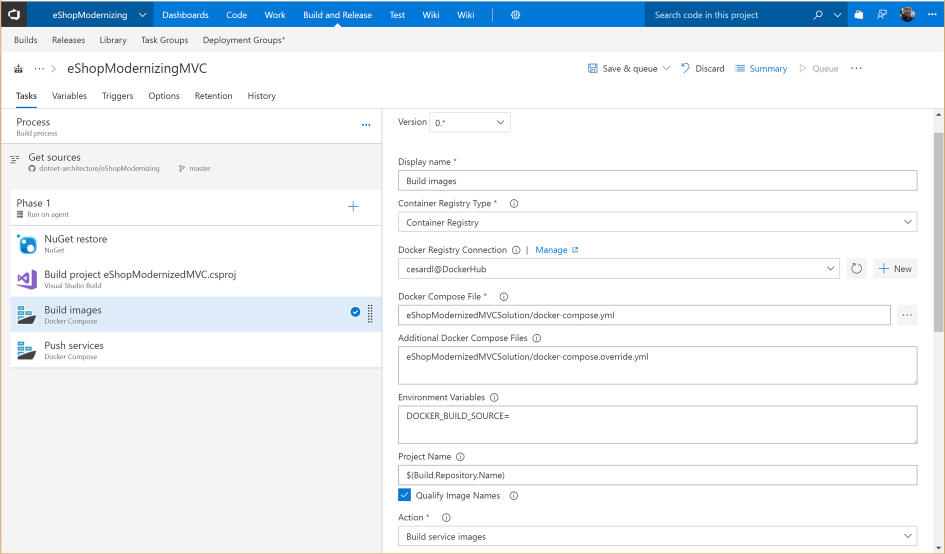 eShopModernizing Dashboards Code Work Build and Release Test Wiki Wiki Search code in this project
Builds Releases Library Task Groups Deployment Groups*
eShopModernizingMVC Save & queue Discard Summary Queue
Tasks Variables Triggers Options Retention History
Process
Build process
Get sources
dotnet-architecture/eShopModernizing master
Phase 1
Run on agent
NuGet restore
NuGet
Build project eShopModernizedMVC.csproj
Visual Studio Build
Build images
Docker Compose
Push services
Docker Compose
Version 0.*
Display name *
Build images
Container Registry Type *
Container Registry
Docker Registry Connection | Manage
cesardl@DockerHub New
Docker Compose File *
eShopModernizedMVCSolution/docker-compose.yml
Additional Docker Compose Files
eShopModernizedMVCSolution/docker-compose.override.yml
Environment Variables
DOCKER_BUILD_SOURCE=
Project Name
$(Build.Repository.Name)
Qualify Image Names
Action *
Build service images